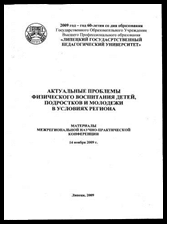 2009 год - год 60-летия со дня образования
Государственного Образовательного Учреждения
Высшего Профессионального образования
«ЛИПЕЦКИЙ ГОСУДАРСТВЕННЫЙ
ПЕДАГОГИЧЕСКИЙ УНИВЕРСИТЕТ»
АКТУАЛЬНЫЕ ПРОБЛЕМЫ
ФИЗИЧЕСКОГО ВОСПИТАНИЯ ДЕТЕЙ,
ПОДРОСТКОВ И МОЛОДЕЖИ
В УСЛОВИЯХ РЕГИОНА
МАТЕРИАЛЫ
МЕЖРЕГИОНАЛЬНОЙ НАУЧНО-ПРАКТИЧЕСКОЙ
КОНФЕРЕНЦИИ
ноября 2009 г.
Липецк, 2009